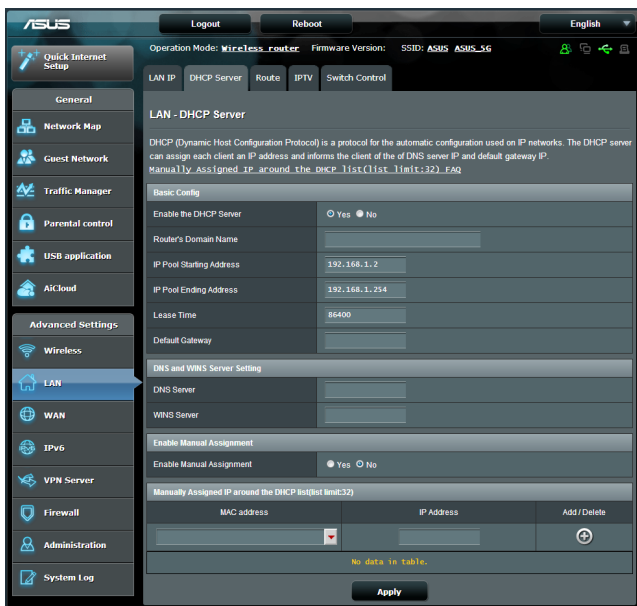 ASUS
Logout
Reboot
English
Quick Internet Setup
Operation Mode: Wireless router Firmware Version: SSID: ASUS ASUS_5G
General
Network Map
Guest Network
Traffic Manager
Parental control
USB application
AiCloud
Advanced Settings
Wireless
LAN
WAN
IPv6
VPN Server
Firewall
Administration
System Log
LAN IP
DHCP Server
Route
IPTV
Switch Control
LAN - DHCP Server
DHCP (Dynamic Host Configuration Protocol) is a protocol for the automatic configuration used on IP networks. The DHCP server
can assign each client an IP address and informs the client of the of DNS server IP and default gateway IP.
Manually Assigned IP around the DHCP list(list limit:32) FAQ
Basic Config
Enable the DHCP Server Yes No
Router's Domain Name
IP Pool Starting Address 192.168.1.2
IP Pool Ending Address 192.168.1.254
Lease Time 86400
Default Gateway
DNS and WINS Server Setting
DNS Server
WINS Server
Enable Manual Assignment
Enable Manual Assignment Yes No
Manually Assigned IP around the DHCP list(list limit:32)
MAC address IP Address Add / Delete
No data in table.
Apply